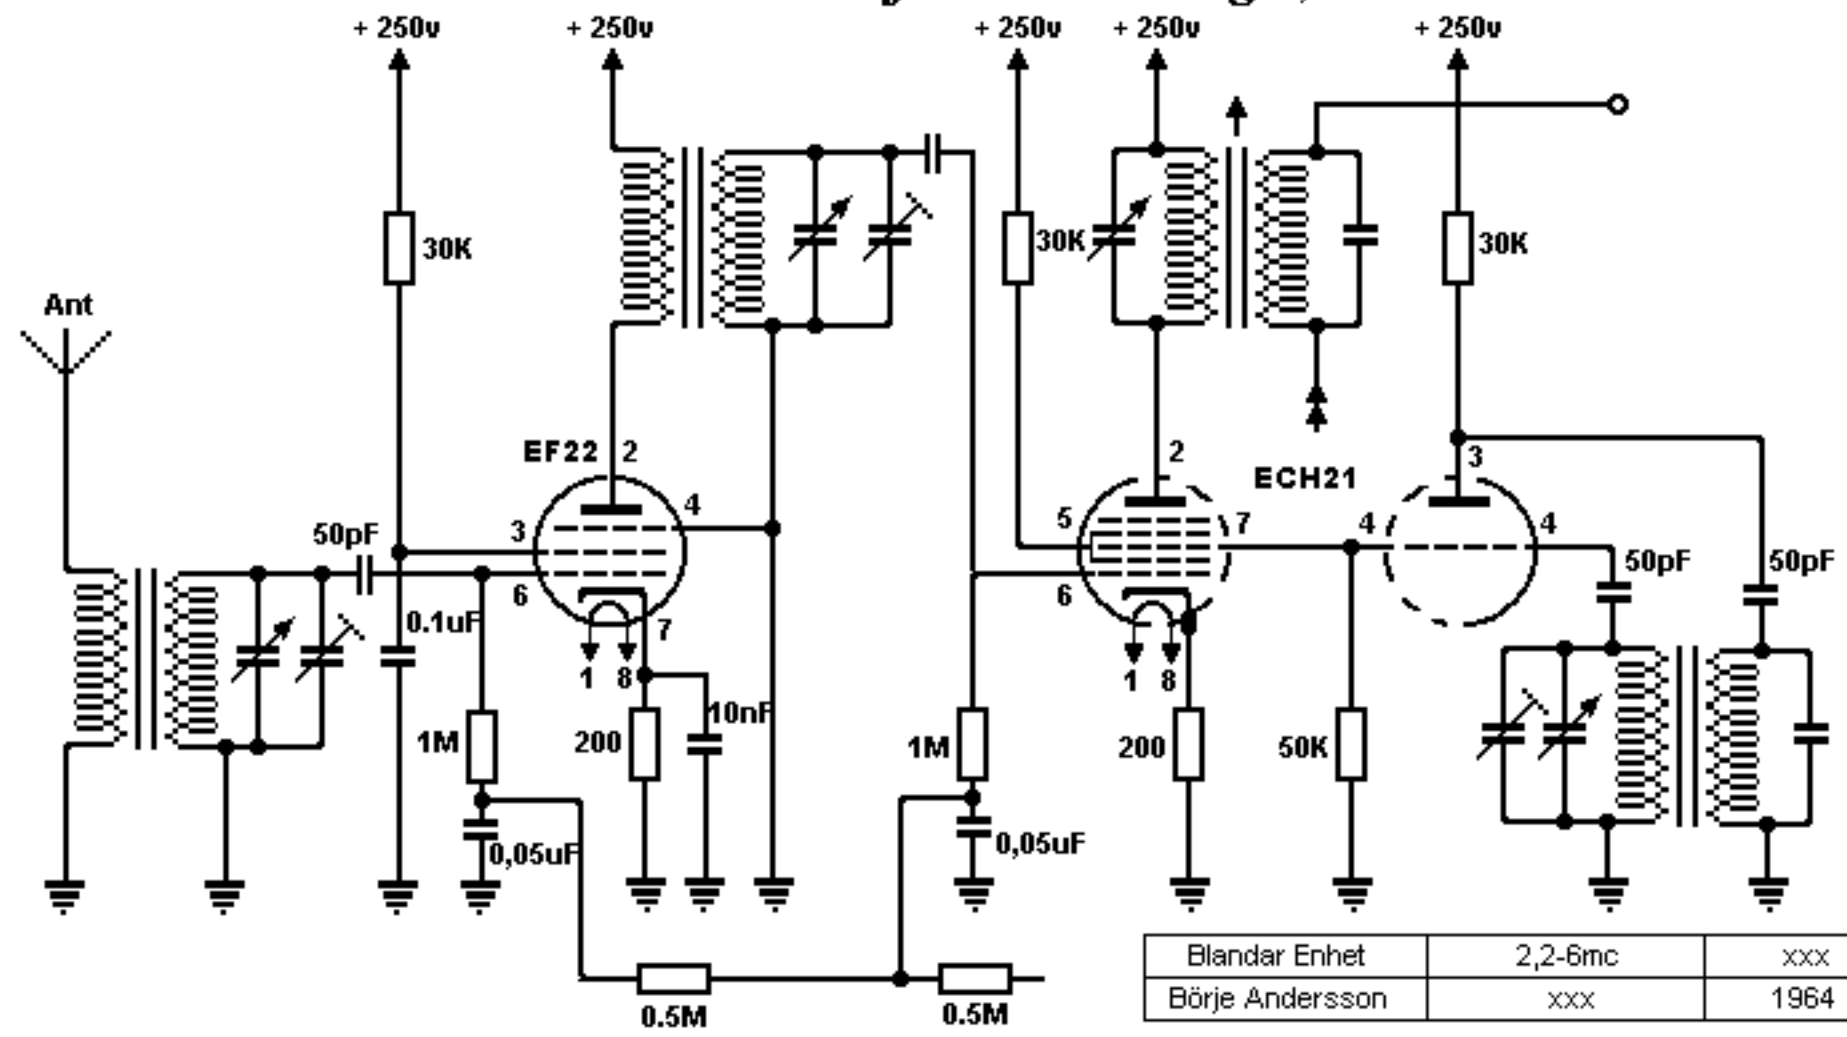 + 250v
+ 250v
+ 250v
+ 250v
+ 250v
30K
30K
30K
Ant
EF22
2
2
ECH21
3
50pF
3
4
5
7
4
4
50pF
50pF
6
6
0.1uF
7
1
8
1
8
10nF
1M
200
1M
200
50K
0,05uF
0,05uF
0.5M
0.5M
Blandar Enhet 2,2-6mc xxx
Börje Andersson xxx 1964